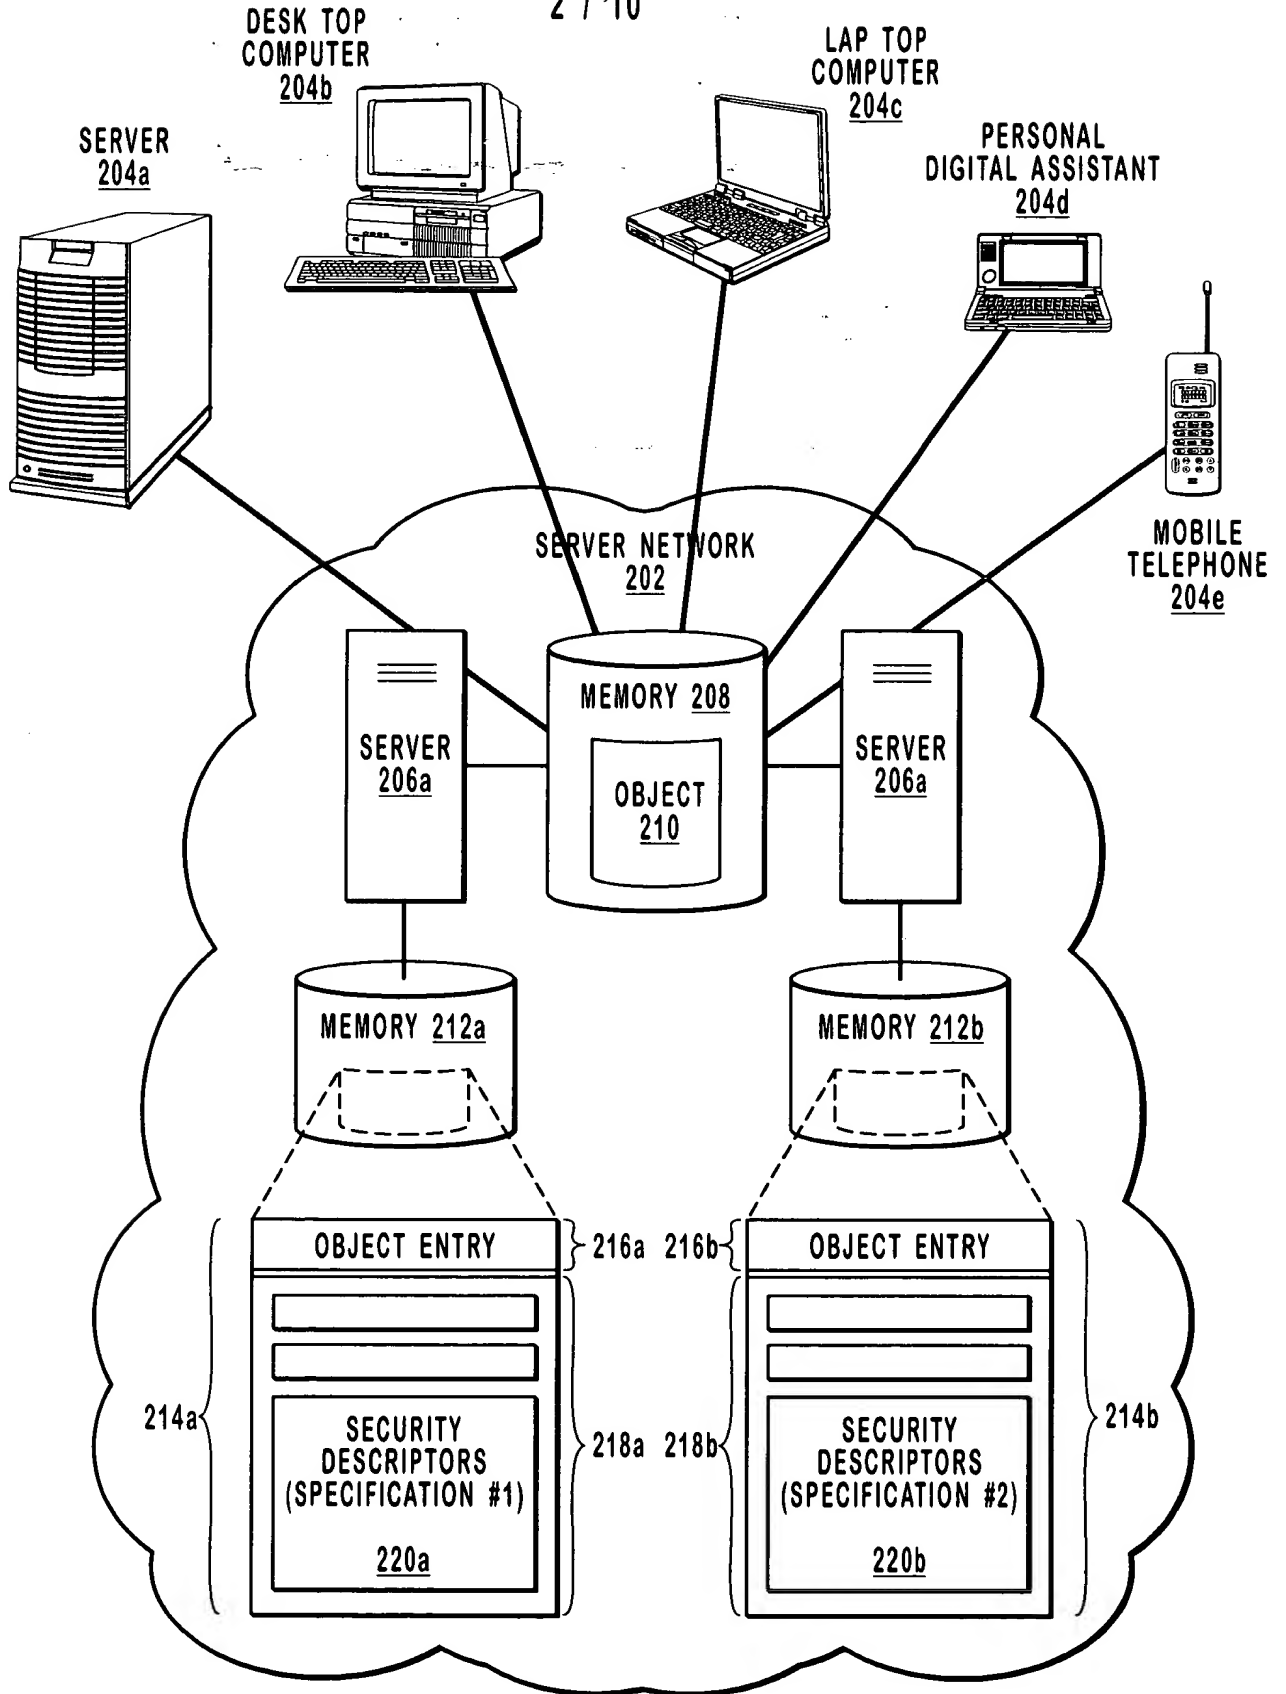 2 / 10
DESK TOP
COMPUTER
204b
LAP TOP
COMPUTER
204c
SERVER
204a
PERSONAL
DIGITAL ASSISTANT
204d
MOBILE
TELEPHONE
204e
SERVER NETWORK
202
MEMORY 208
SERVER
206a
OBJECT
210
SERVER
206a
MEMORY 212a
MEMORY 212b
OBJECT ENTRY
216a
216b
OBJECT ENTRY
214a
SECURITY
DESCRIPTORS
(SPECIFICATION #1)
220a
218a
218b
SECURITY
DESCRIPTORS
(SPECIFICATION #2)
220b
214b